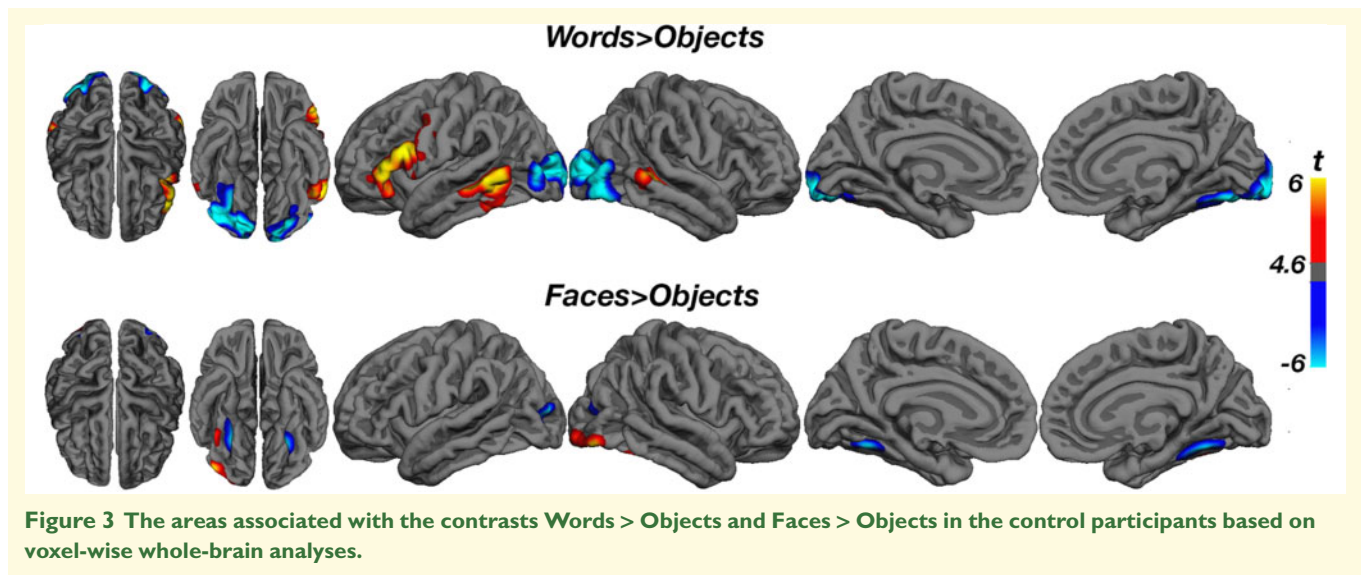 Words>Objects
t
6
4.6
-6
Faces>Objects
Figure 3 The areas associated with the contrasts Words > Objects and Faces > Objects in the control participants based on
voxel-wise whole-brain analyses.